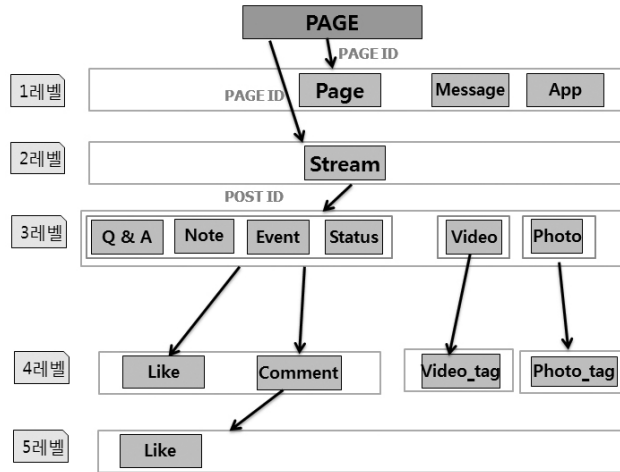 PAGE
PAGE ID
1레벨
PAGE ID
Page
Message
App
2레벨
Stream
POST ID
3레벨
Q & A
Note
Event
Status
Video
Photo
4레벨
Like
Comment
Video_tag
Photo_tag
5레벨
Like